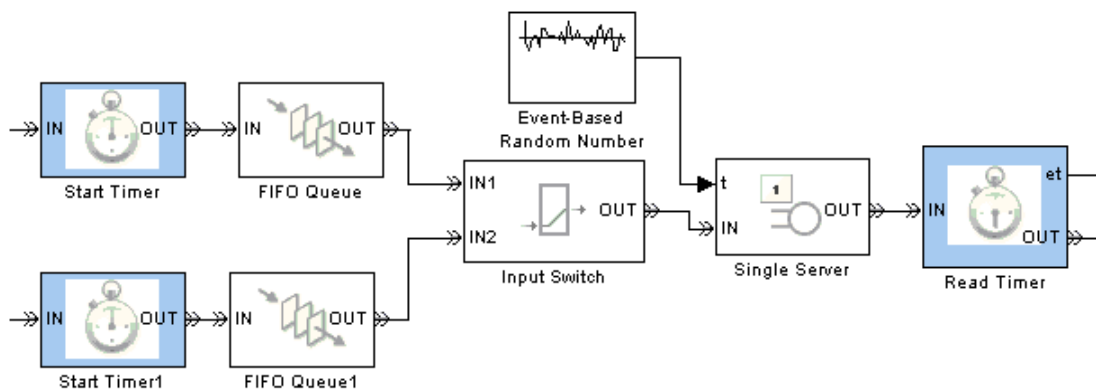 IN
OUT
Start Timer
IN
OUT
FIFO Queue
Event-Based
Random Number
IN1
IN2
OUT
Input Switch
t
1
IN
OUT
Single Server
IN
et
OUT
Read Timer
IN
OUT
Start Timer1
IN
OUT
FIFO Queue1